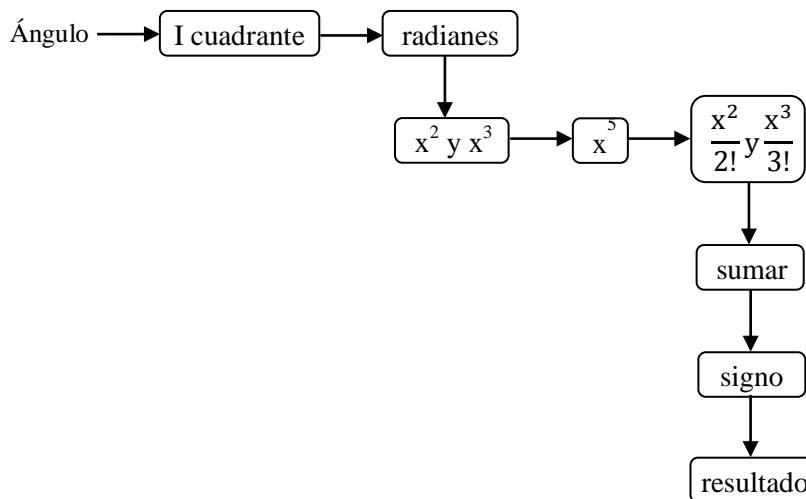 Ángulo
I cuadrante
radianes
x² y x³
x⁵
x²/2! y x³/3!
sumar
signo
resultado